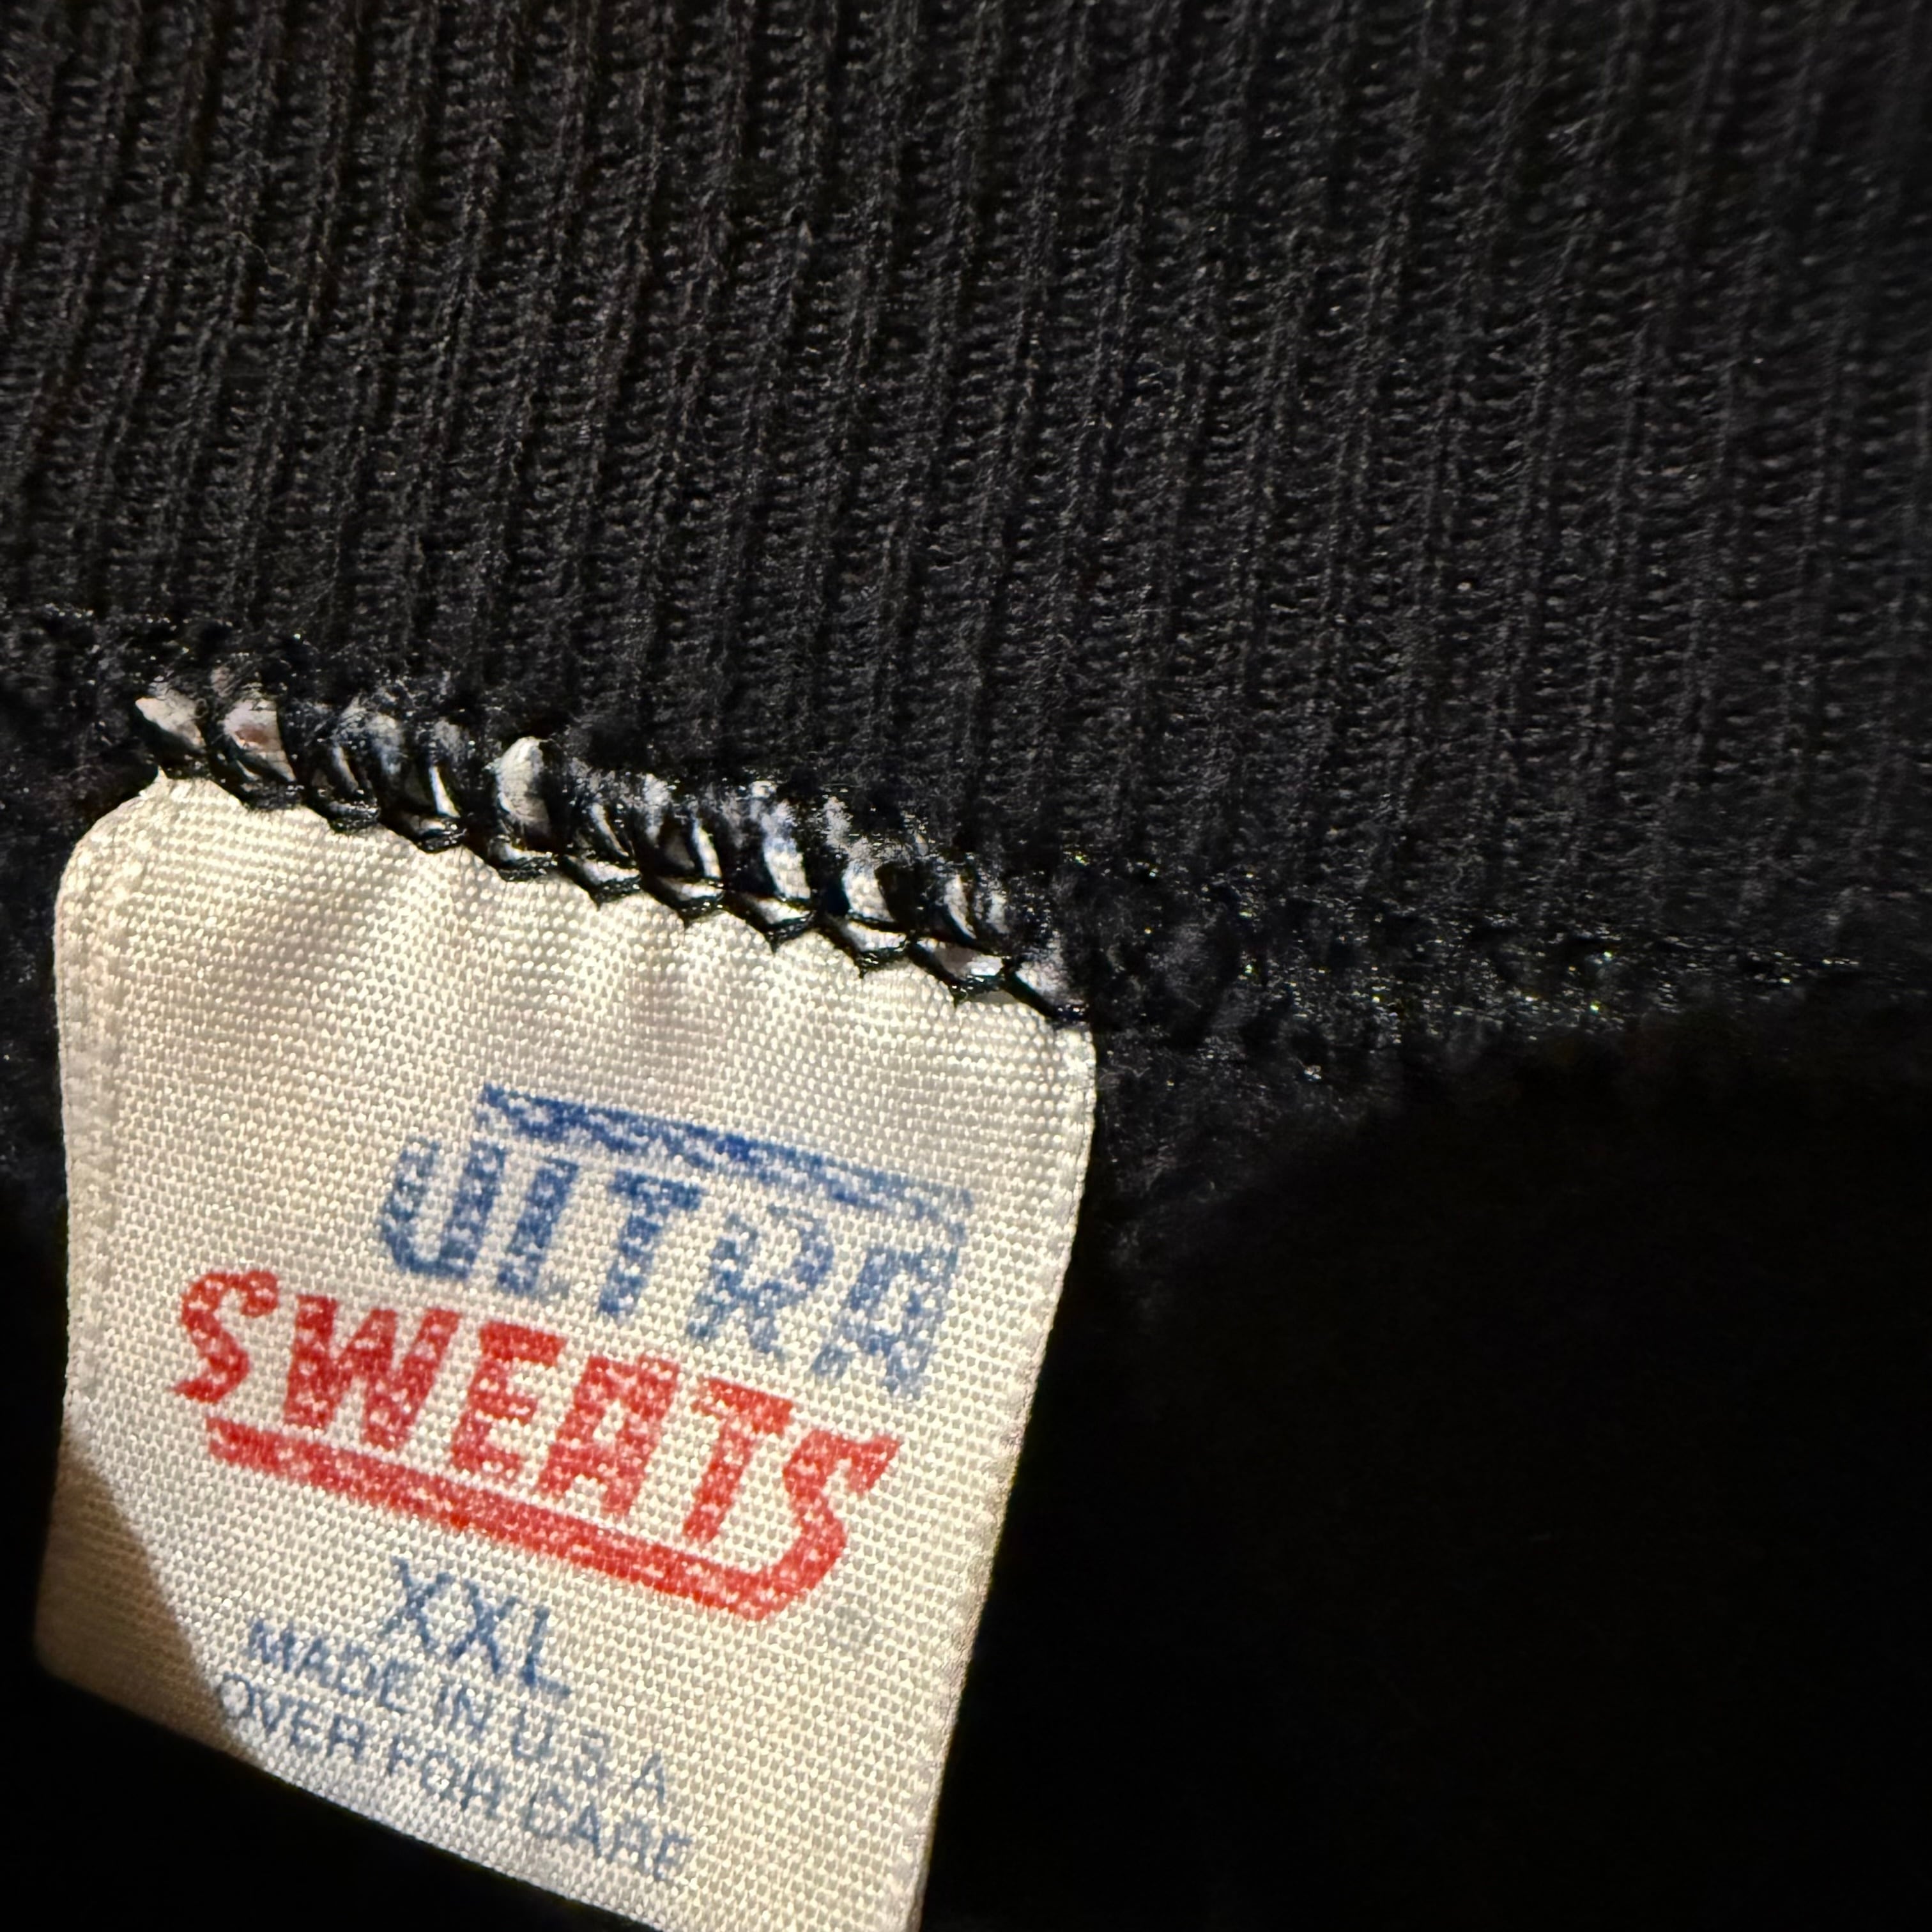 ULTRA
SWEATS
XXL
MADE IN U.S.A
OVER FOR CARE